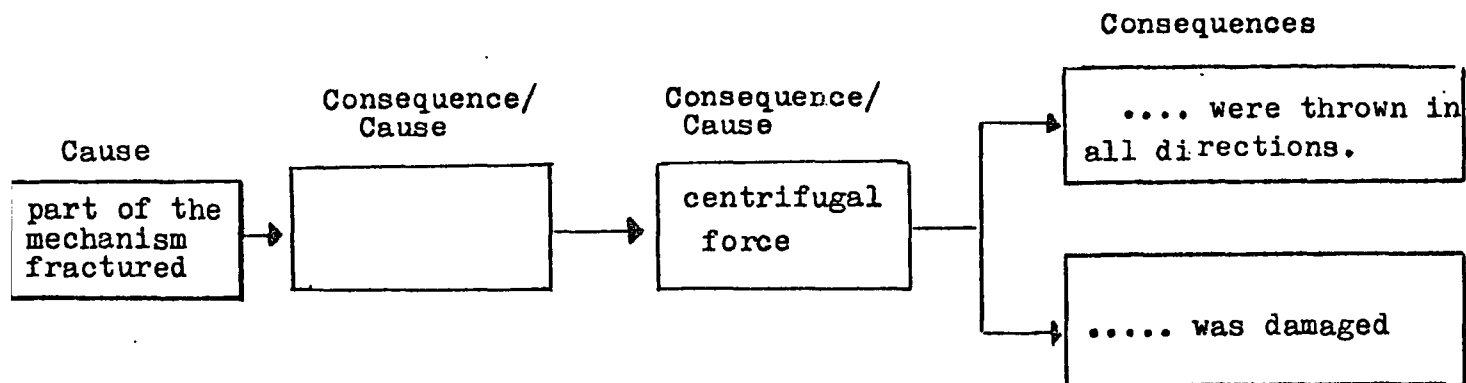 Consequences
Consequence/
Cause
Consequence/
Cause
Cause
part of the
mechanism
fractured
centrifugal
force
.... were thrown in
all directions.
..... was damaged